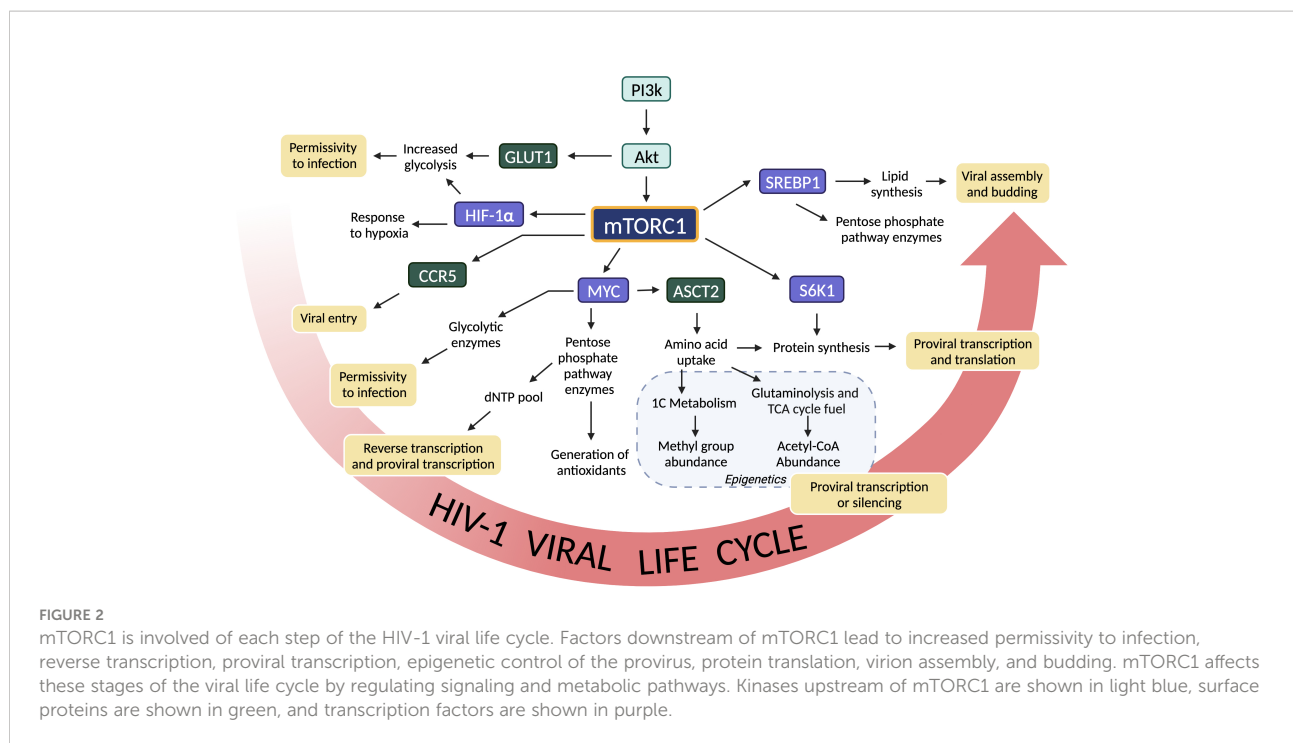 PI3k
Akt
GLUT1
Increased
glycolysis
Permissivity
to infection
SREBP1
Lipid
synthesis
Viral assembly
and budding
Pentose phosphate
pathway enzymes
mTORC1
HIF-1α
Response
to hypoxia
CCR5
Viral entry
MYC
ASCT2
S6K1
Glycolytic
enzymes
Permissivity
to infection
Pentose
phosphate
pathway
enzymes
dNTP pool
Reverse transcription
and proviral transcription
Generation of
antioxidants
Amino acid
uptake
Protein synthesis
Proviral transcription
and translation
1C Metabolism
Glutaminolysis and
TCA cycle fuel
Methyl group
abundance
Acetyl-CoA
Abundance
Epigenetics
Proviral transcription
or silencing
HIV-1 VIRAL LIFE CYCLE
FIGURE 2
mTORC1 is involved of each step of the HIV-1 viral life cycle. Factors downstream of mTORC1 lead to increased permissivity to infection,
reverse transcription, proviral transcription, epigenetic control of the provirus, protein translation, virion assembly, and budding. mTORC1 affects
these stages of the viral life cycle by regulating signaling and metabolic pathways. Kinases upstream of mTORC1 are shown in light blue, surface
proteins are shown in green, and transcription factors are shown in purple.